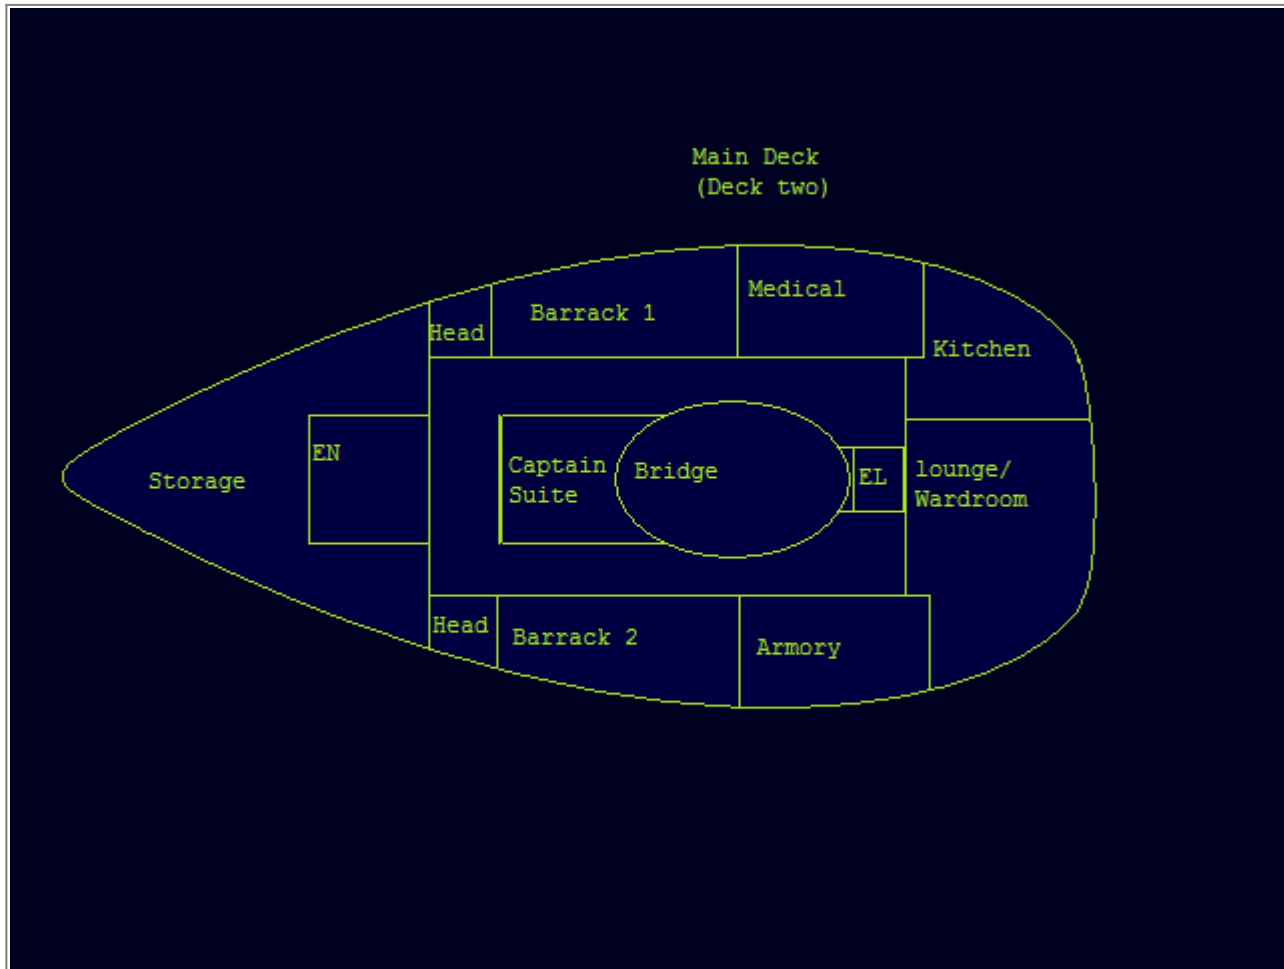 Main Deck
(Deck two)
Medical
Barrack 1
Head
Kitchen
EN
Storage
Captain
Suite
Bridge
EL
lounge/
Wardroom
Head
Barrack 2
Armory